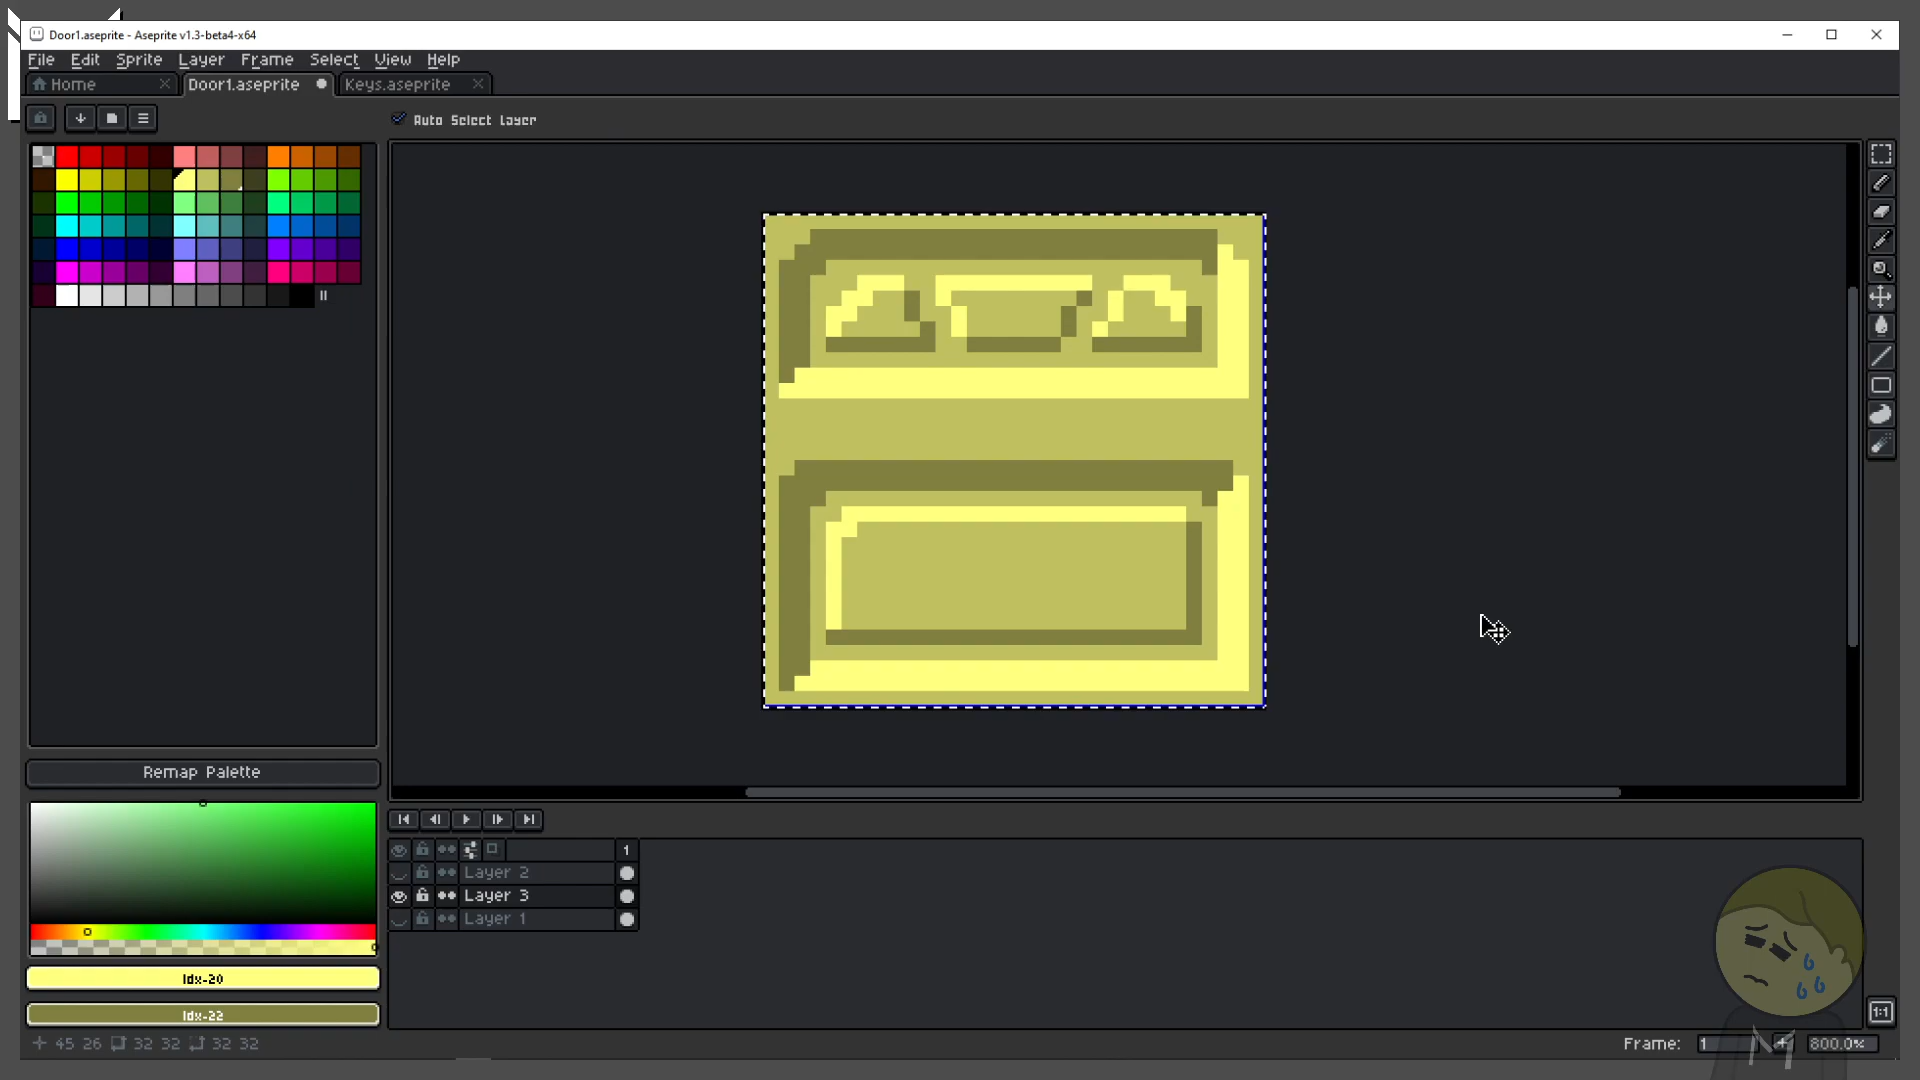 Door1.aseprite - Aseprite v1.3-beta4-x64
File Edit Sprite Layer Frame Select View Help
Home Door1.aseprite Keys.aseprite
Auto Select Layer
Remap Palette
1
Layer 2
Layer 3
Layer 1
Idx-20
Idx-22
45 26 32 32 32 32
Frame: 1 + 800.0%
1:1